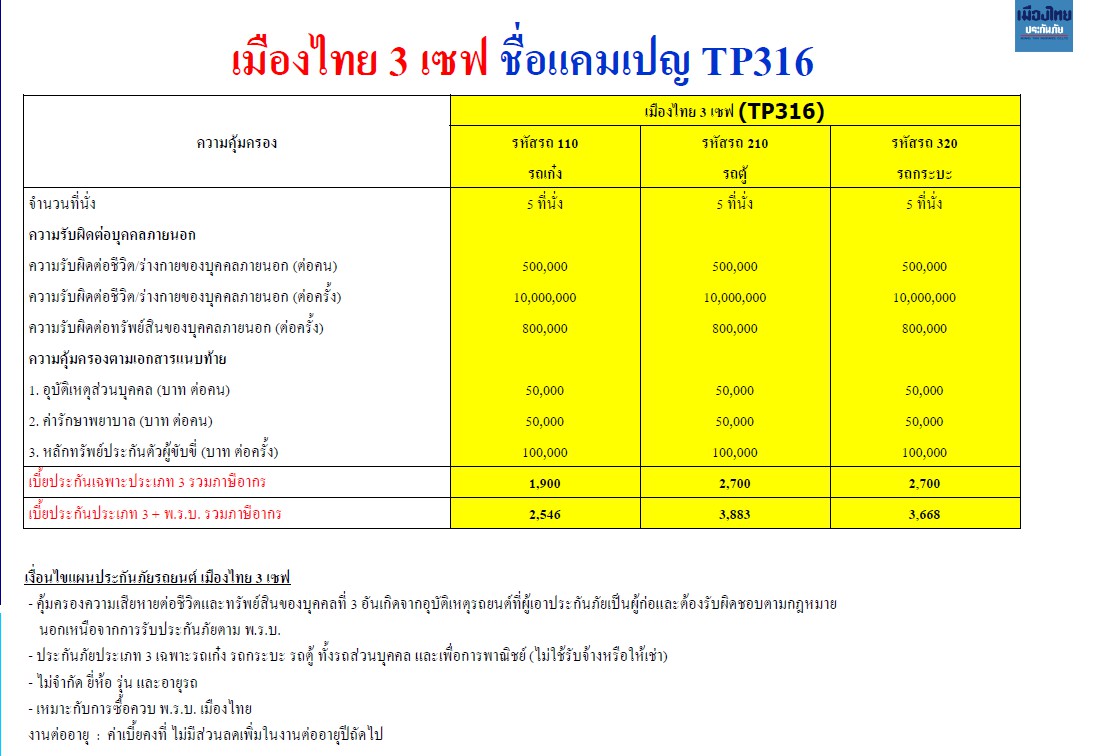 เมืองไทย
ประกันภัย
เมืองไทย 3 เซฟ ชื่อแคมเปญ TP316
ความคุ้มครอง
เมืองไทย 3 เซฟ (TP316)
รหัสรถ 110 รหัสรถ 210 รหัสรถ 320
รถเก๋ง รถตู้ รถกระบะ
จำนวนที่นั่ง 5 ที่นั่ง 5 ที่นั่ง 5 ที่นั่ง
ความรับผิดต่อบุคคลภายนอก
ความรับผิดต่อชีวิต/ร่างกายของบุคคลภายนอก (ต่อคน) 500,000 500,000 500,000
ความรับผิดต่อชีวิต/ร่างกายของบุคคลภายนอก (ต่อครั้ง) 10,000,000 10,000,000 10,000,000
ความรับผิดต่อทรัพย์สินของบุคคลภายนอก (ต่อครั้ง) 800,000 800,000 800,000
ความคุ้มครองตามเอกสารแนบท้าย
1. อุบัติเหตุส่วนบุคคล (บาท ต่อคน) 50,000 50,000 50,000
2. ค่ารักษาพยาบาล (บาท ต่อคน) 50,000 50,000 50,000
3. หลักทรัพย์ประกันตัวผู้ขับขี่ (บาท ต่อครั้ง) 100,000 100,000 100,000
เบี้ยประกันเฉพาะประเภท 3 รวมภาษีอากร 1,900 2,700 2,700
เบี้ยประกันประเภท 3 + พ.ร.บ. รวมภาษีอากร 2,546 3,883 3,668
เงื่อนไขแผนประกันภัยรถยนต์ เมืองไทย 3 เซฟ
- คุ้มครองความเสียหายต่อชีวิตและทรัพย์สินของบุคคลที่ 3 อันเกิดจากอุบัติเหตุรถยนต์ที่ผู้เอาประกันภัยเป็นผู้ก่อและต้องรับผิดชอบตามกฎหมาย
นอกเหนือจากการรับประกันภัยตาม พ.ร.บ.
- ประกันภัยประเภท 3 เฉพาะรถเก๋ง รถกระบะ รถตู้ ทั้งรถส่วนบุคคล และเพื่อการพาณิชย์ (ไม่ใช้รับจ้างหรือให้เช่า)
- ไม่จำกัด ยี่ห้อ รุ่น และอายุรถ
- เหมาะกับการซื้อควบ พ.ร.บ. เมืองไทย
งานต่ออายุ : ค่าเบี้ยคงที่ ไม่มีส่วนลดเพิ่มในงานต่ออายุปีถัดไป